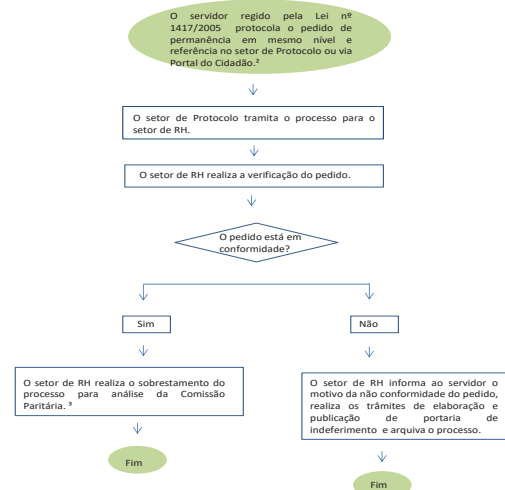 O servidor regido pela Lei nº
1417/2005 protocola o pedido de
permanência em mesmo nível e
referência no setor de Protocolo ou via
Portal do Cidadão.²
O setor de Protocolo tramita o processo para o
setor de RH.
O setor de RH realiza a verificação do pedido.
O pedido está em
conformidade?
Sim
Não
O setor de RH realiza o sobrestamento do
processo para análise da Comissão
Paritária. ³
O setor de RH informa ao servidor o
motivo da não conformidade do pedido,
realiza os trâmites de elaboração e
publicação de portaria de
indeferimento e arquiva o processo.
Fim
Fim